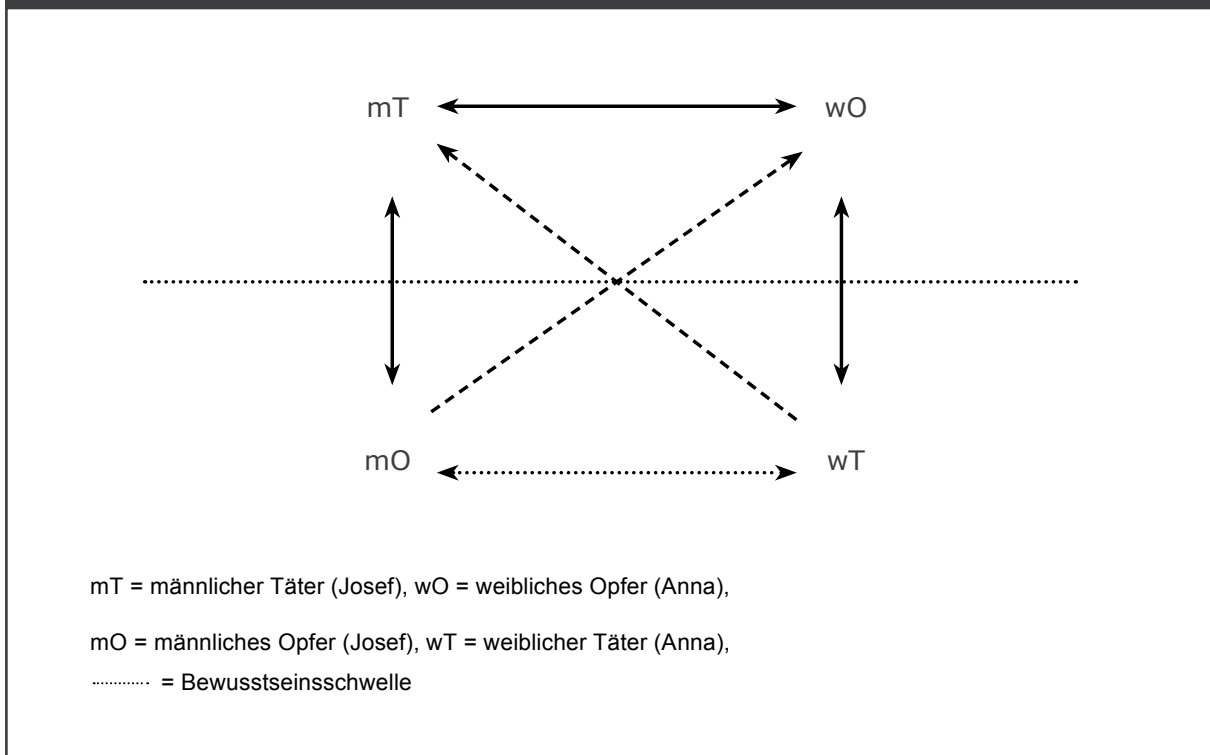 mT wO
mO wT
mT = männlicher Täter (Josef), wO = weibliches Opfer (Anna),
mO = männliches Opfer (Josef), wT = weiblicher Täter (Anna),
............ = Bewusstseinsschwelle